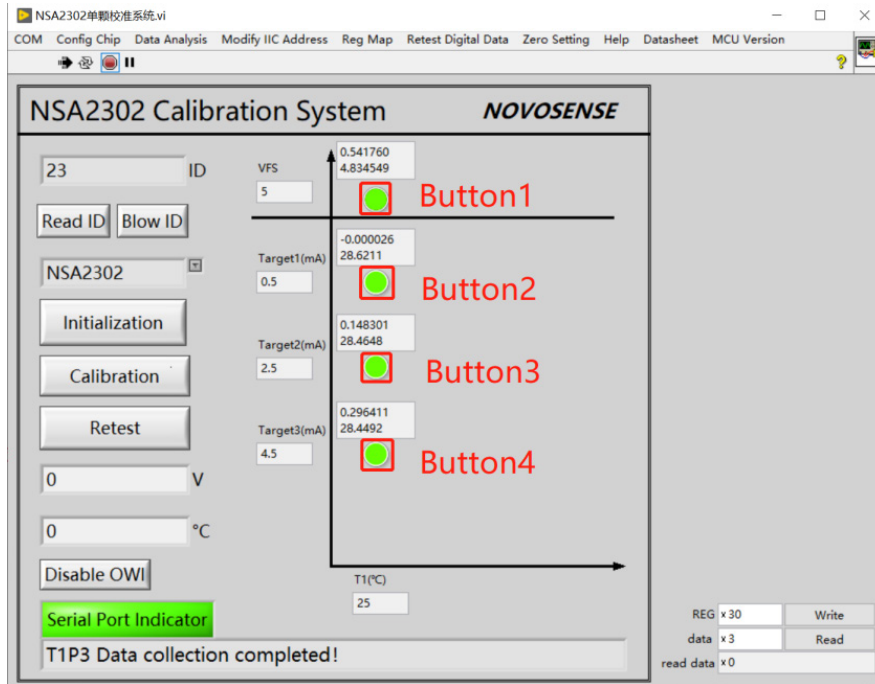 NSA2302单颗校准系统.vi
COM Config Chip Data Analysis Modify IIC Address Reg Map Retest Digital Data Zero Setting Help Datasheet MCU Version
NSA2302 Calibration System
NOVOSENSE
23 ID
Read ID Blow ID
NSA2302
Initialization
Calibration
Retest
0 V
0 °C
Disable OWI
Serial Port Indicator
T1P3 Data collection completed!
VFS
5
0.541760
4.834549
Button1
Target1(mA)
0.5
-0.000026
28.6211
Button2
Target2(mA)
2.5
0.148301
28.4648
Button3
Target3(mA)
4.5
0.296411
28.4492
Button4
T1(℃)
25
REG x30 Write
data x3 Read
read data x0